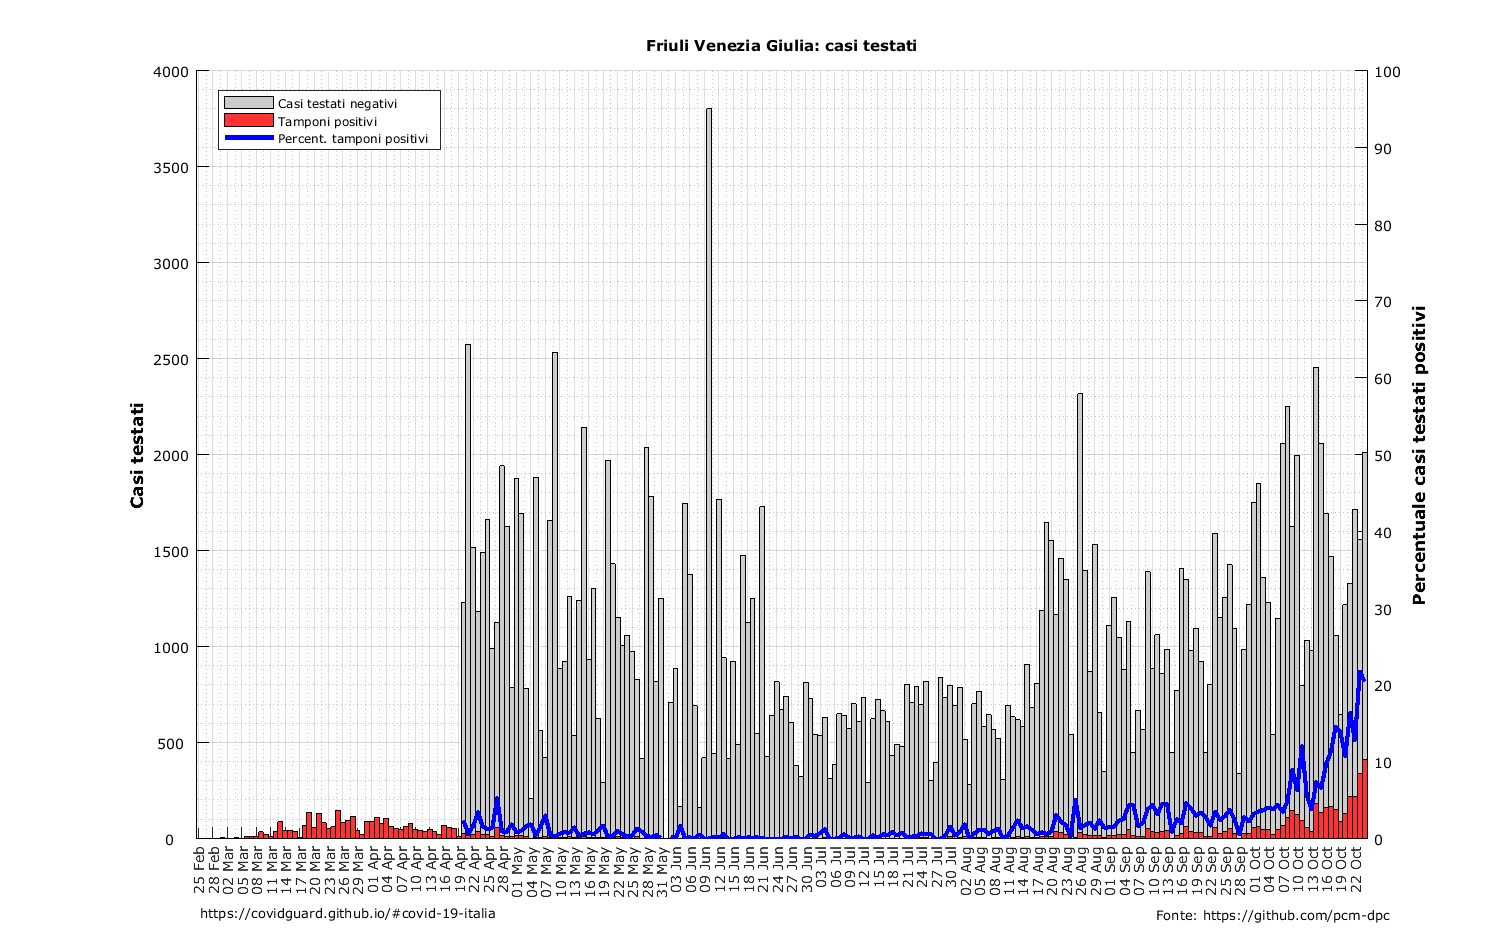 Friuli Venezia Giulia: casi testati
Casi testati negativi
Tamponi positivi
Percent. tamponi positivi
Casi testati
4000
3500
3000
2500
2000
1500
1000
500
0
100
90
80
70
60
50
40
30
20
10
0
Percentuale casi testati positivi
25 Feb
28 Feb
02 Mar
05 Mar
08 Mar
11 Mar
14 Mar
17 Mar
20 Mar
23 Mar
26 Mar
29 Mar
01 Apr
04 Apr
07 Apr
10 Apr
13 Apr
16 Apr
19 Apr
22 Apr
25 Apr
28 Apr
01 May
04 May
07 May
10 May
13 May
16 May
19 May
22 May
25 May
28 May
31 May
03 Jun
06 Jun
09 Jun
12 Jun
15 Jun
18 Jun
21 Jun
24 Jun
27 Jun
30 Jun
03 Jul
06 Jul
09 Jul
12 Jul
15 Jul
18 Jul
21 Jul
24 Jul
27 Jul
30 Jul
02 Aug
05 Aug
08 Aug
11 Aug
14 Aug
17 Aug
20 Aug
23 Aug
26 Aug
29 Aug
01 Sep
04 Sep
07 Sep
10 Sep
13 Sep
16 Sep
19 Sep
22 Sep
25 Sep
28 Sep
01 Oct
04 Oct
07 Oct
10 Oct
13 Oct
16 Oct
19 Oct
22 Oct
https://covidguard.github.io/#covid-19-italia
Fonte: https://github.com/pcm-dpc